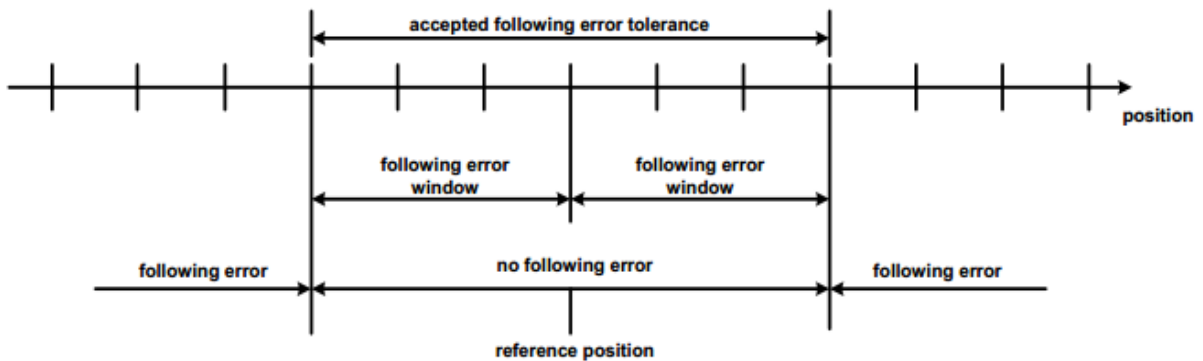 accepted following error tolerance
position
following error
window
following error
window
following error
no following error
following error
reference position